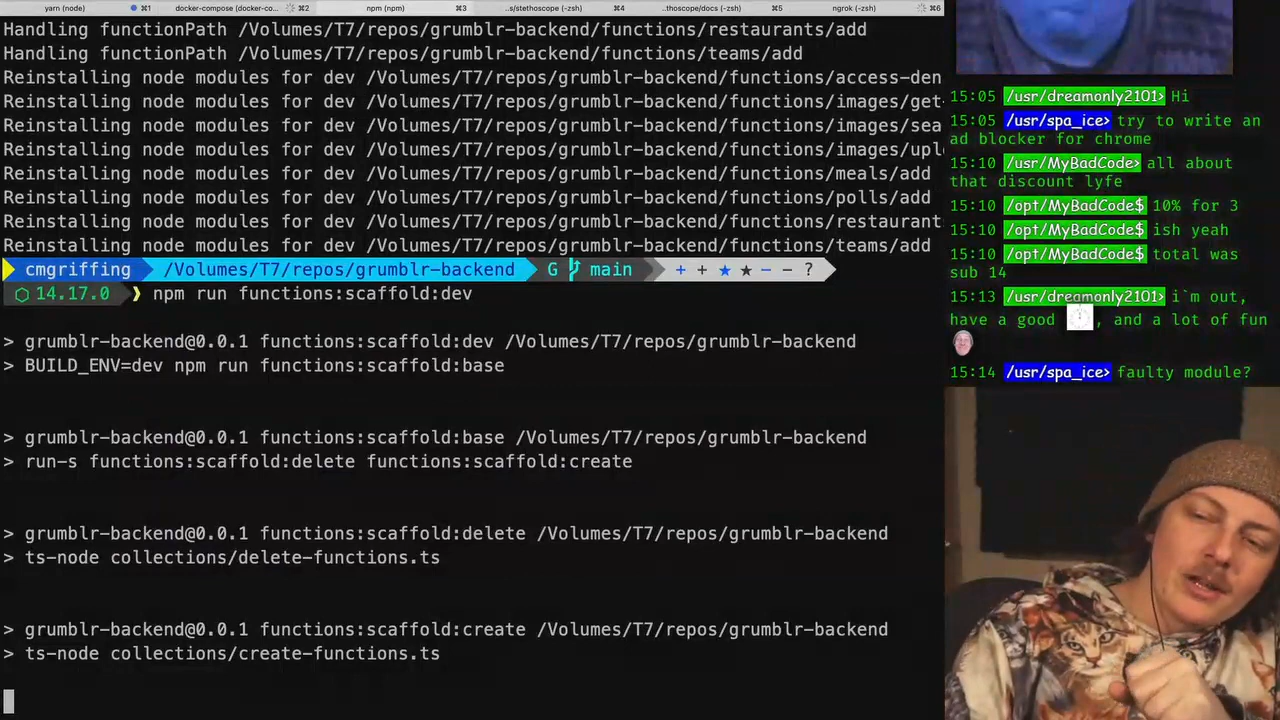 yarn (node)
⌘1
docker-compose (docker-co...
⌘2
npm (npm)
⌘3
..s/stethoscope (-zsh)
⌘4
..thoscope/docs (-zsh)
⌘5
ngrok (-zsh)
⌘6
Handling functionPath /Volumes/T7/repos/grumblr-backend/functions/restaurants/add
Handling functionPath /Volumes/T7/repos/grumblr-backend/functions/teams/add
Reinstalling node modules for dev /Volumes/T7/repos/grumblr-backend/functions/access-den
Reinstalling node modules for dev /Volumes/T7/repos/grumblr-backend/functions/images/get-
Reinstalling node modules for dev /Volumes/T7/repos/grumblr-backend/functions/images/sea
Reinstalling node modules for dev /Volumes/T7/repos/grumblr-backend/functions/images/uplo
Reinstalling node modules for dev /Volumes/T7/repos/grumblr-backend/functions/meals/add
Reinstalling node modules for dev /Volumes/T7/repos/grumblr-backend/functions/polls/add
Reinstalling node modules for dev /Volumes/T7/repos/grumblr-backend/functions/restaurant
Reinstalling node modules for dev /Volumes/T7/repos/grumblr-backend/functions/teams/add
cmgriffing /Volumes/T7/repos/grumblr-backend G main + + ★ ★ − − ?
14.17.0 ❯ npm run functions:scaffold:dev
> grumblr-backend@0.0.1 functions:scaffold:dev /Volumes/T7/repos/grumblr-backend
> BUILD_ENV=dev npm run functions:scaffold:base
> grumblr-backend@0.0.1 functions:scaffold:base /Volumes/T7/repos/grumblr-backend
> run-s functions:scaffold:delete functions:scaffold:create
> grumblr-backend@0.0.1 functions:scaffold:delete /Volumes/T7/repos/grumblr-backend
> ts-node collections/delete-functions.ts
> grumblr-backend@0.0.1 functions:scaffold:create /Volumes/T7/repos/grumblr-backend
> ts-node collections/create-functions.ts
15:05 /usr/dreamonly2101> Hi
15:05 /usr/spa_ice> try to write an
ad blocker for chrome
15:10 /usr/MyBadCode> all about
that discount lyfe
15:10 /opt/MyBadCode$ 10% for 3
15:10 /opt/MyBadCode$ ish yeah
15:10 /opt/MyBadCode$ total was
sub 14
15:13 /usr/dreamonly2101> i`m out,
have a good , and a lot of fun
15:14 /usr/spa_ice> faulty module?